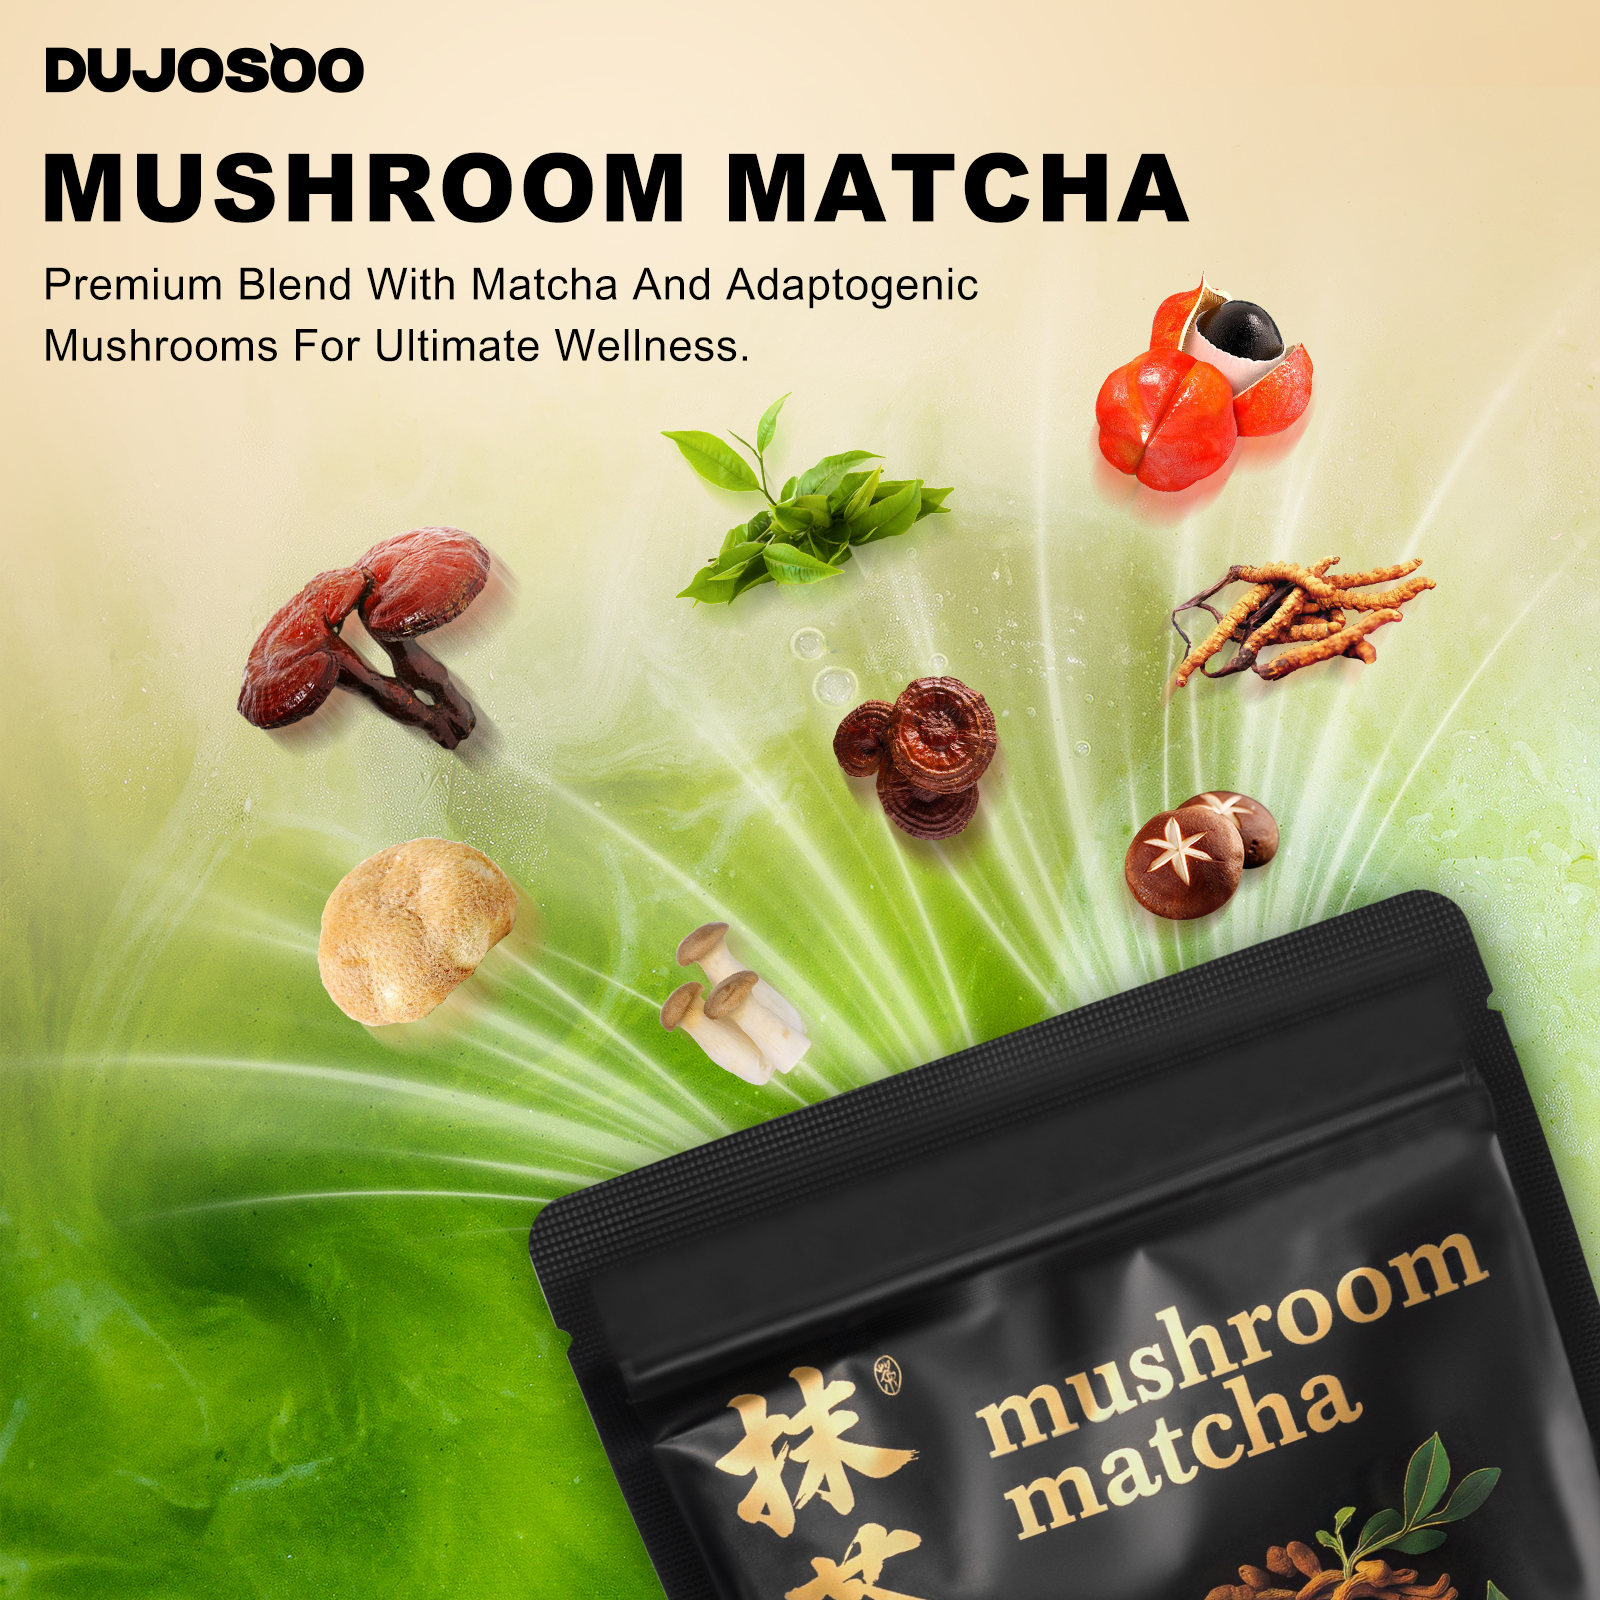 DUJOSOO
MUSHROOM MATCHA
Premium Blend With Matcha And Adaptogenic
Mushrooms For Ultimate Wellness.
mushroom
matcha
抹